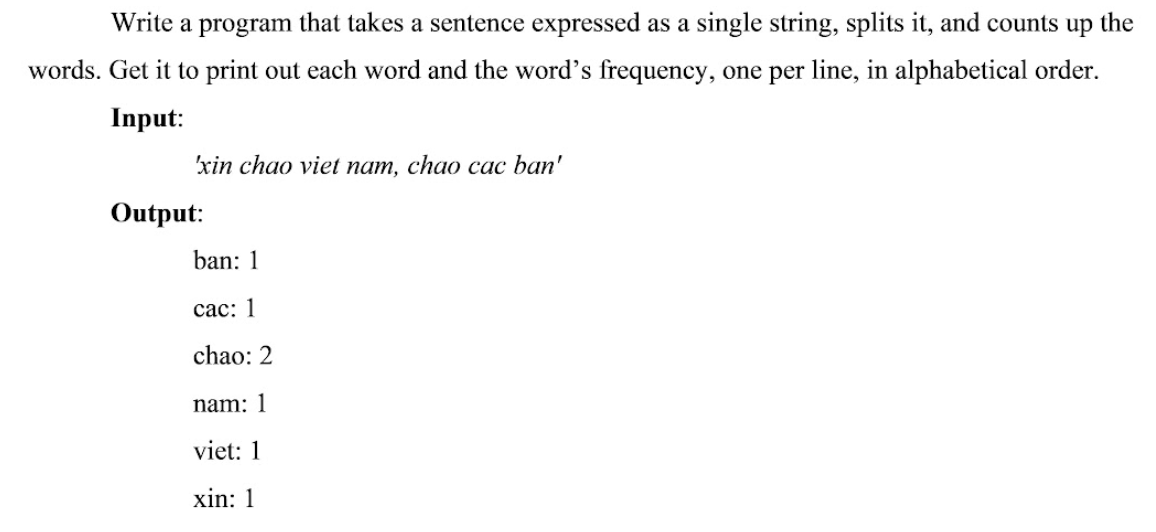 Write a program that takes a sentence expressed as a single string, splits it, and counts up the
words. Get it to print out each word and the word’s frequency, one per line, in alphabetical order.
Input:
'xin chao viet nam, chao cac ban'
Output:
ban: 1
cac: 1
chao: 2
nam: 1
viet: 1
xin: 1